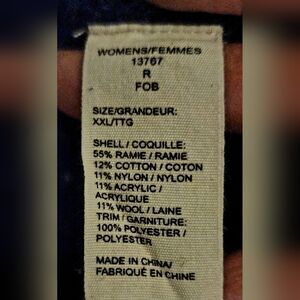 WOMENS/FEMMES
13767
R
FOB
SIZE/GRANDEUR:
XXL/TTG
SHELL / COQUILLE:
55% RAMIE / RAMIE
12% COTTON / COTON
11% NYLON / NYLON
11% ACRYLIC /
ACRYLIQUE
11% WOOL / LAINE
TRIM / GARNITURE:
100% POLYESTER /
POLYESTER
MADE IN CHINA/
FABRIQUÉ EN CHINE